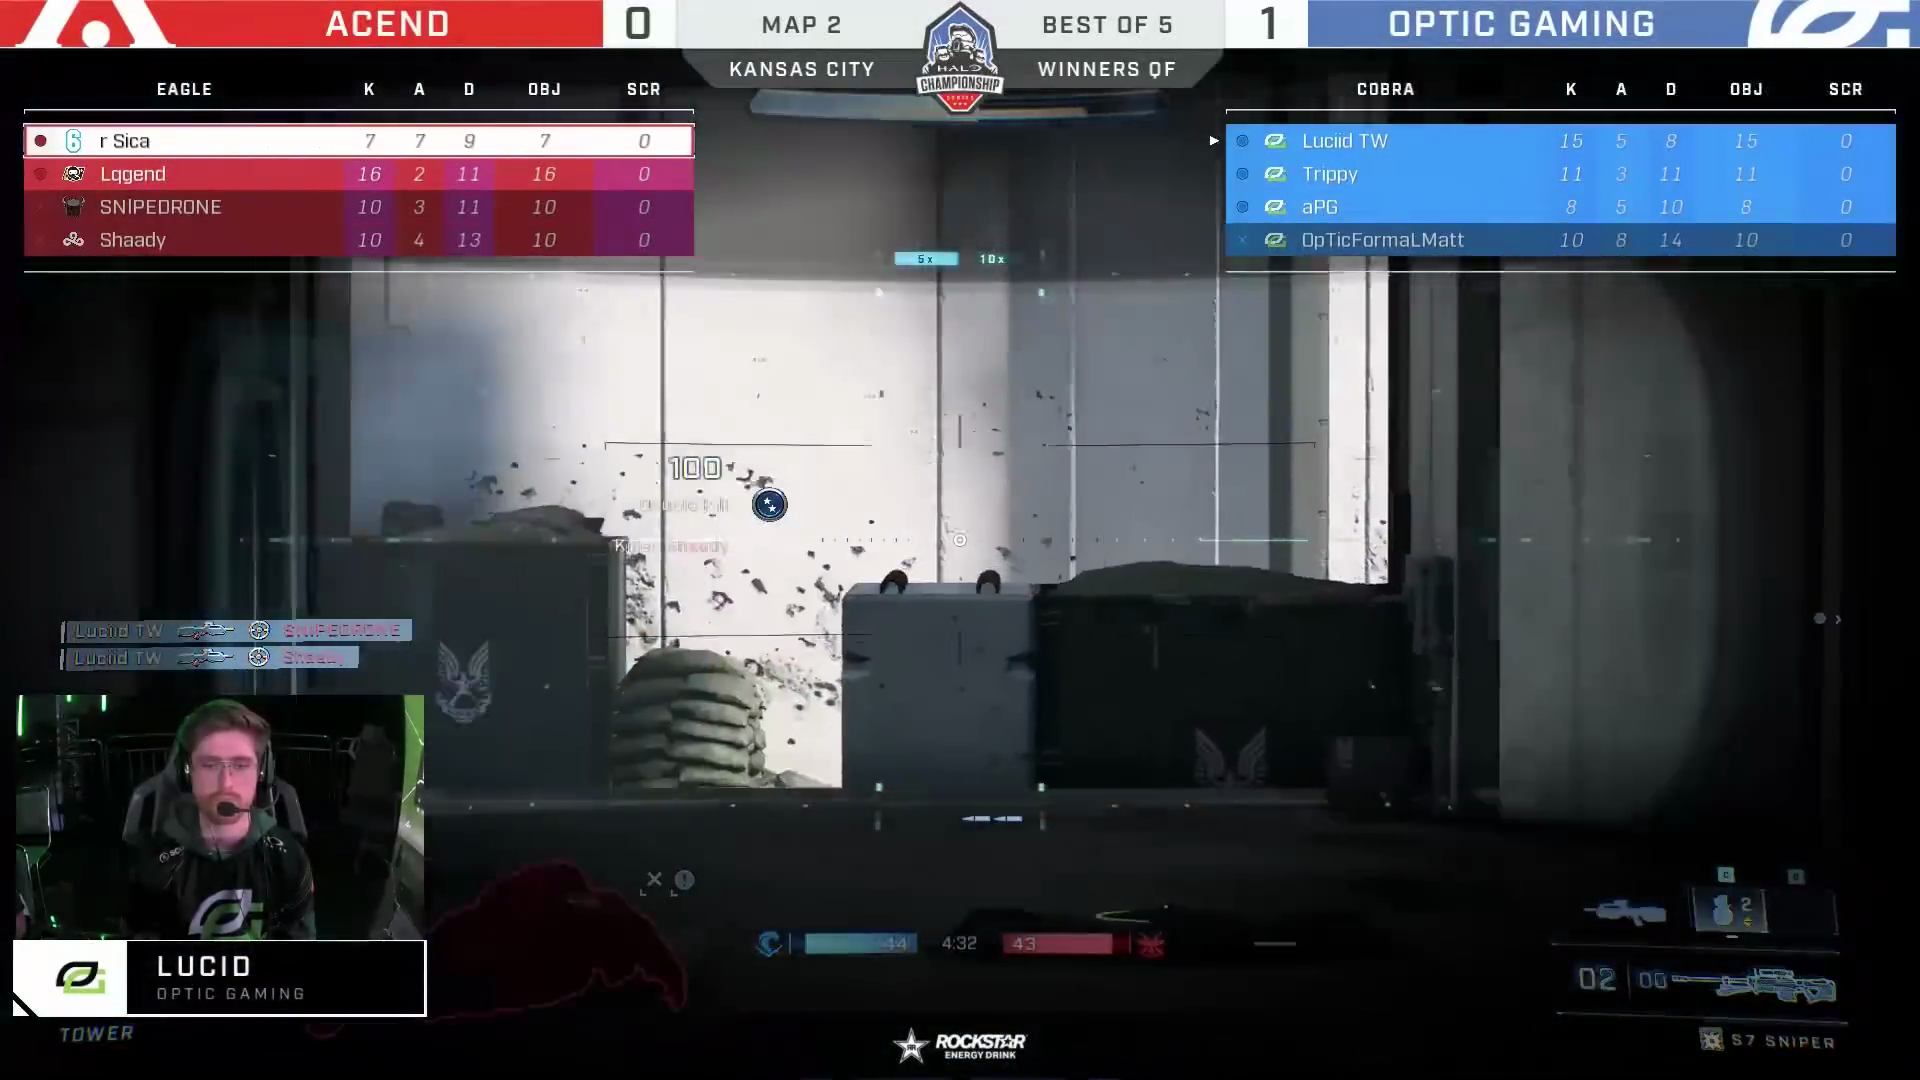 ACEND 0 MAP 2 BEST OF 5 1 OPTIC GAMING
KANSAS CITY HALO CHAMPIONSHIP SERIES WINNERS QF
EAGLE K A D OBJ SCR
r Sica 7 7 9 7 0
Lqgend 16 2 11 16 0
SNIPEDRONE 10 3 11 10 0
Shaady 10 4 13 10 0
COBRA K A D OBJ SCR
Luciid TW 15 5 8 15 0
Trippy 11 3 11 11 0
aPG 8 5 10 8 0
OpTicFormaLMatt 10 8 14 10 0
5x 10x
100
Double Kill
Killed Shaady
Luciid TW SNIPEDRONE
Luciid TW Shaady
44 4:32 43
2
02 00
S7 SNIPER
LUCID
OPTIC GAMING
TOWER
ROCKSTAR
ENERGY DRINK